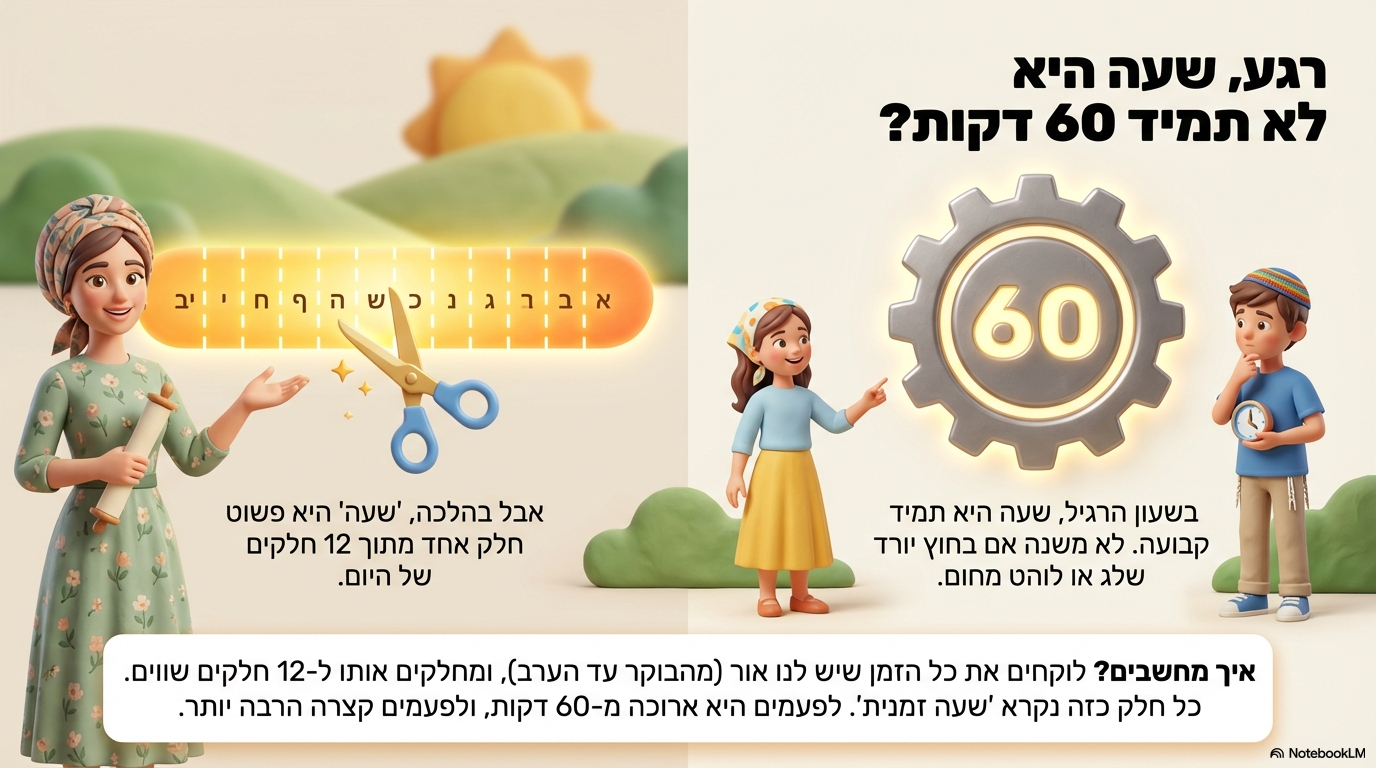 רגע, שעה היא
לא תמיד 60 דקות?
60
בשעון הרגיל, שעה היא תמיד
קבועה. לא משנה אם בחוץ יורד
שלג או לוהט מחום.
א ב ר ג נ כ ש ה ף ח י יב
אבל בהלכה, 'שעה' היא פשוט
חלק אחד מתוך 12 חלקים
של היום.
איך מחשבים? לוקחים את כל הזמן שיש לנו אור (מהבוקר עד הערב), ומחלקים אותו ל-12 חלקים שווים.
כל חלק כזה נקרא 'שעה זמנית'. לפעמים היא ארוכה מ-60 דקות, ולפעמים קצרה הרבה יותר.
NotebookLM